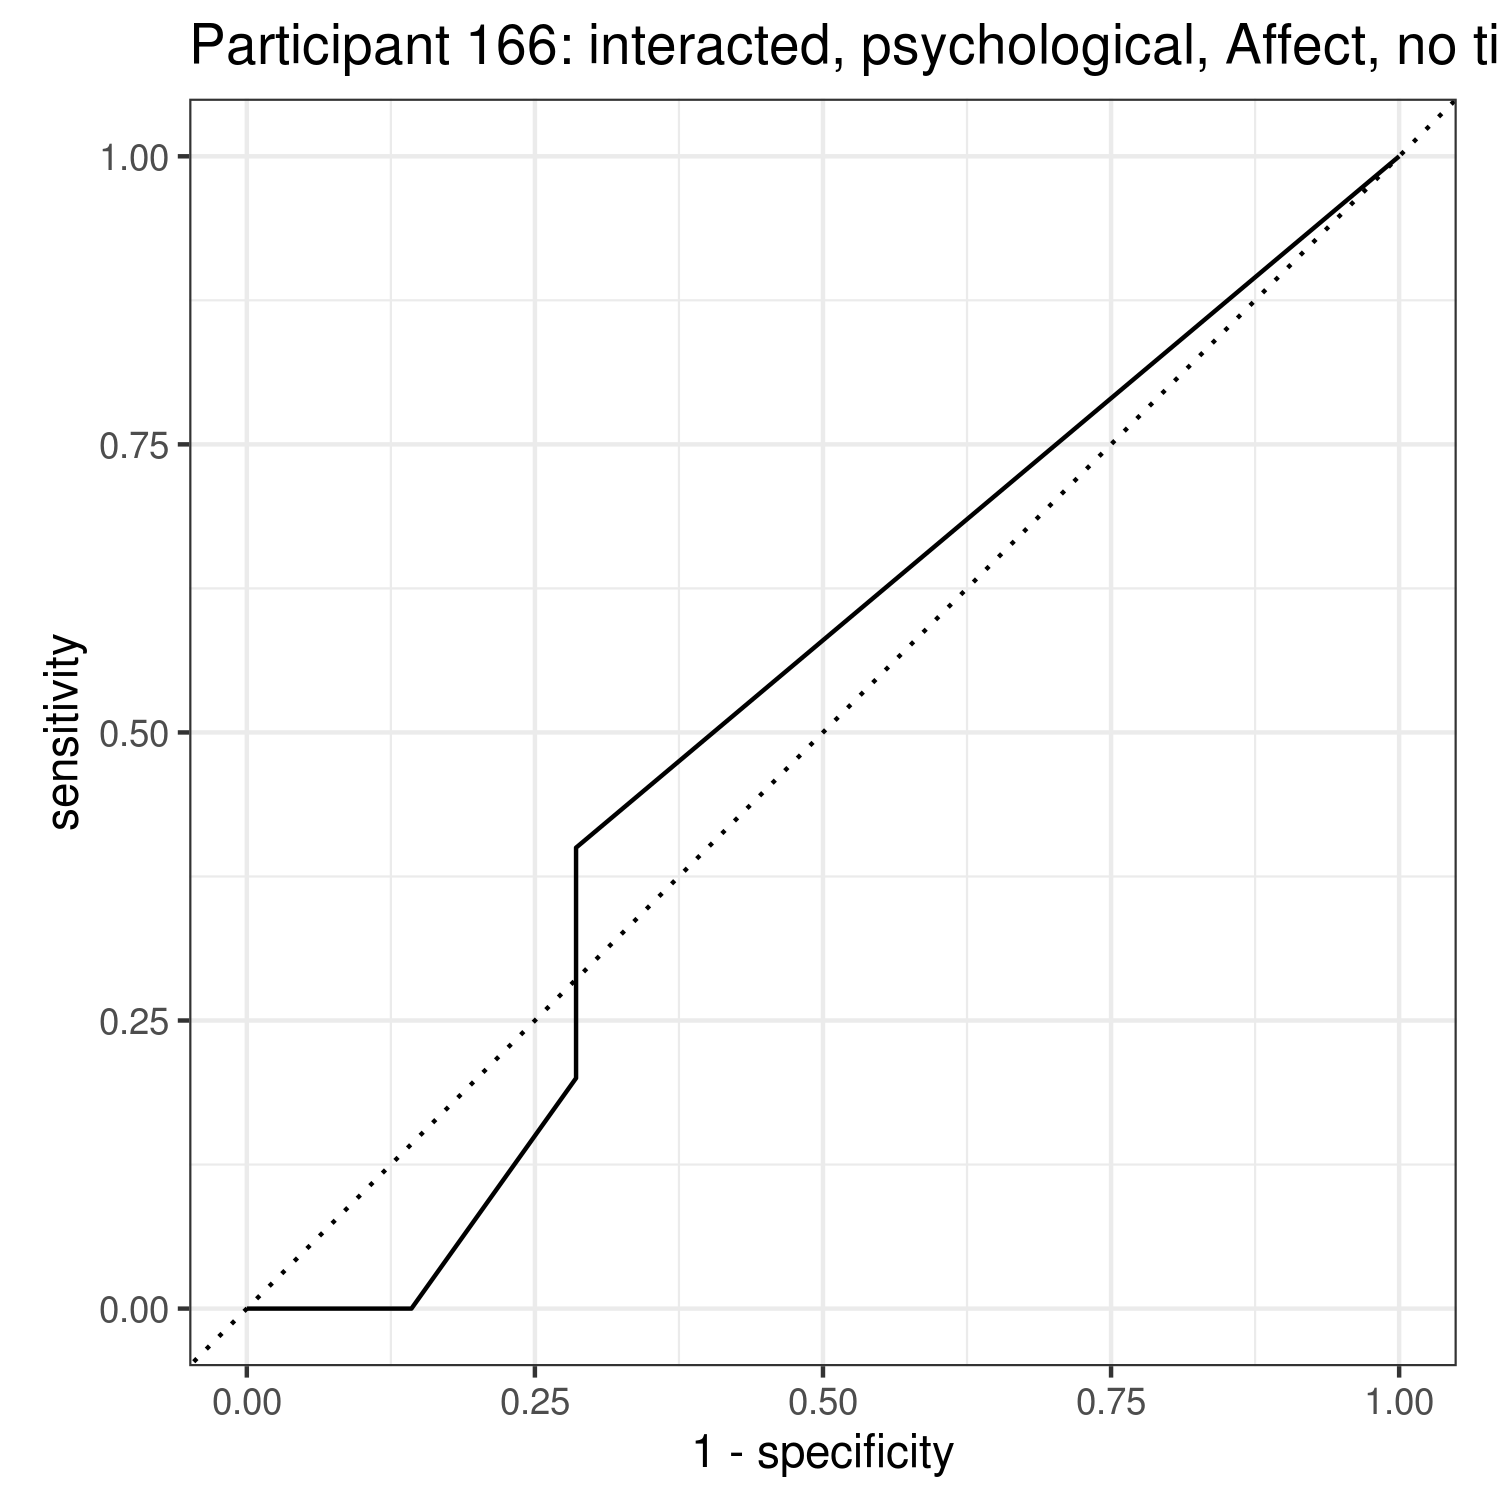 Participant 166: interacted, psychological, Affect, no ti
1.00
0.75
0.50
0.25
0.00
sensitivity
0.00 0.25 0.50 0.75 1.00
1 - specificity